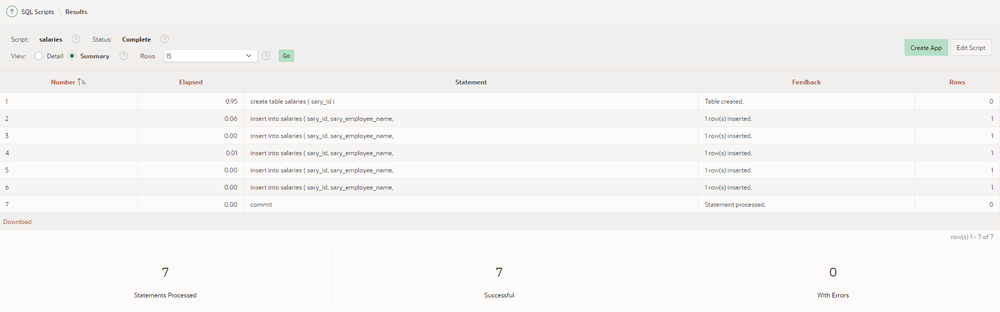 SQL Scripts \ Results
Script: salaries ? Status: Complete ?
View: Detail Summary ? Rows 15 ? Go
Create App Edit Script
Number Elapsed Statement Feedback Rows
1 0.95 create table salaries ( sary_id i Table created. 0
2 0.06 insert into salaries ( sary_id, sary_employee_name, 1 row(s) inserted. 1
3 0.00 insert into salaries ( sary_id, sary_employee_name, 1 row(s) inserted. 1
4 0.01 insert into salaries ( sary_id, sary_employee_name, 1 row(s) inserted. 1
5 0.00 insert into salaries ( sary_id, sary_employee_name, 1 row(s) inserted. 1
6 0.00 insert into salaries ( sary_id, sary_employee_name, 1 row(s) inserted. 1
7 0.00 commit Statement processed. 0
Download
row(s) 1 - 7 of 7
7 7 0
Statements Processed Successful With Errors